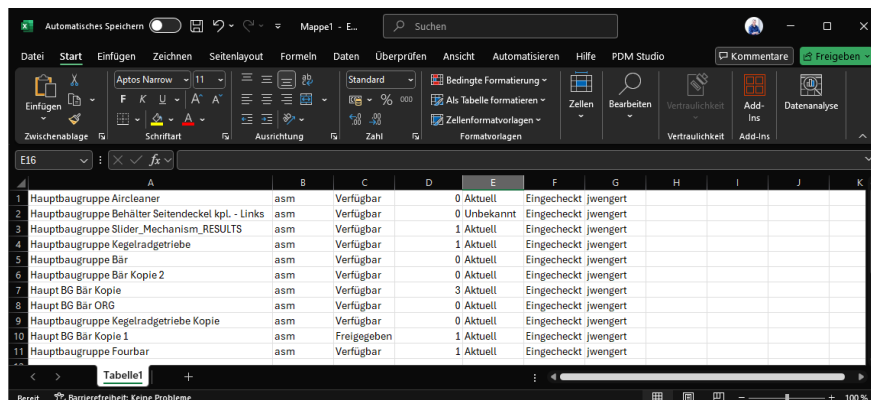 Automatisches Speichern Mappe1 - E... Suchen
Datei Start Einfügen Zeichnen Seitenlayout Formeln Daten Überprüfen Ansicht Automatisieren Hilfe PDM Studio Kommentare Freigeben
Einfügen Aptos Narrow 11 Standard Bedingte Formatierung Zellen Bearbeiten Vertraulichkeit Add-Ins Datenanalyse
F K U A A % 000 Als Tabelle formatieren
Zellenformatvorlagen
Zwischenablage Schriftart Ausrichtung Zahl Formatvorlagen Vertraulichkeit Add-Ins
E16 fx
A B C D E F G H I J K
1 Hauptbaugruppe Aircleaner asm Verfügbar 0 Aktuell Eingecheckt jwengert
2 Hauptbaugruppe Behälter Seitendeckel kpl. - Links asm Verfügbar 0 Unbekannt Eingecheckt jwengert
3 Hauptbaugruppe Slider_Mechanism_RESULTS asm Verfügbar 1 Aktuell Eingecheckt jwengert
4 Hauptbaugruppe Kegelradgetriebe asm Verfügbar 1 Aktuell Eingecheckt jwengert
5 Hauptbaugruppe Bär asm Verfügbar 0 Aktuell Eingecheckt jwengert
6 Hauptbaugruppe Bär Kopie 2 asm Verfügbar 0 Aktuell Eingecheckt jwengert
7 Haupt BG Bär Kopie asm Verfügbar 3 Aktuell Eingecheckt jwengert
8 Haupt BG Bär ORG asm Verfügbar 0 Aktuell Eingecheckt jwengert
9 Hauptbaugruppe Kegelradgetriebe Kopie asm Verfügbar 0 Aktuell Eingecheckt jwengert
10 Haupt BG Bär Kopie 1 asm Freigegeben 1 Aktuell Eingecheckt jwengert
11 Hauptbaugruppe Fourbar asm Verfügbar 1 Aktuell Eingecheckt jwengert
Tabelle1
Bereit Barrierefreiheit: Keine Probleme 100 %